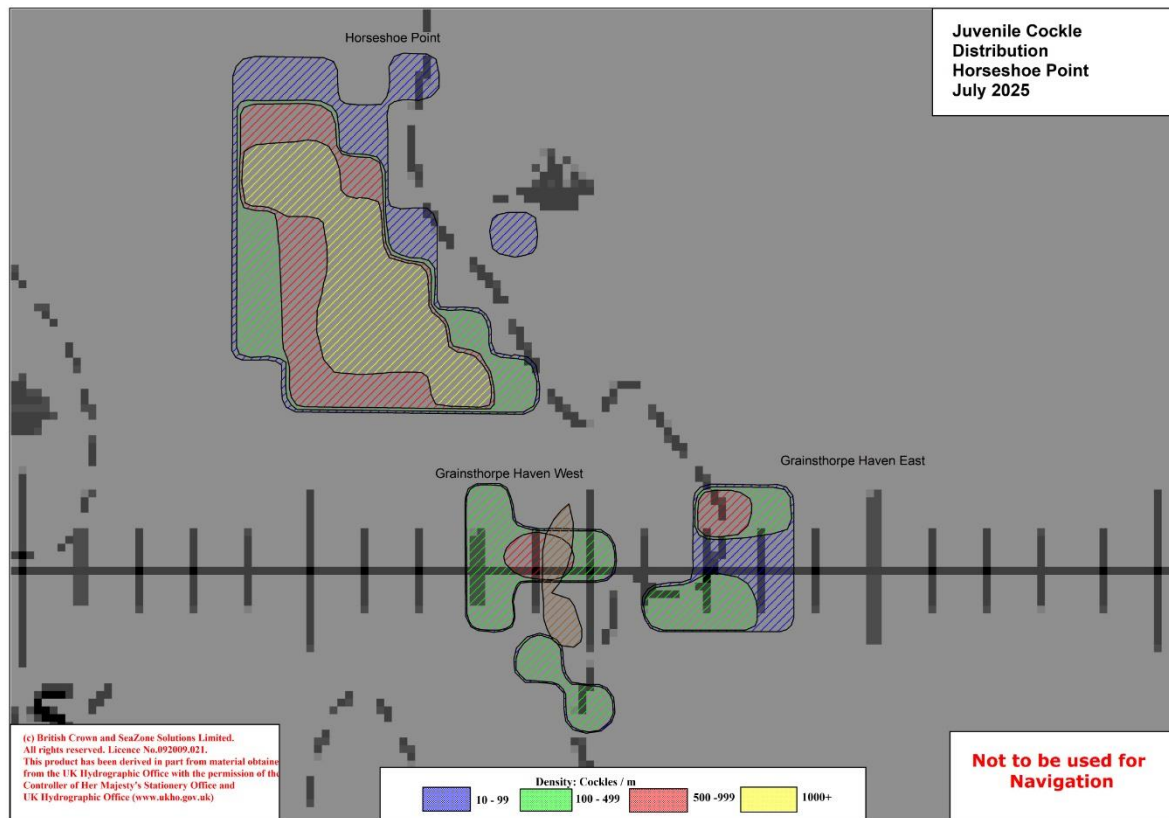 Horseshoe Point
Juvenile Cockle
Distribution
Horseshoe Point
July 2025
Grainsthorpe Haven West
Grainsthorpe Haven East
(c) British Crown and SeaZone Solutions Limited.
All rights reserved. Licence No.092009.021.
This product has been derived in part from material obtaine
from the UK Hydrographic Office with the permission of the
Controller of Her Majesty's Stationery Office and
UK Hydrographic Office (www.ukho.gov.uk)
Density: Cockles / m
10 - 99
100 - 499
500 -999
1000+
Not to be used for
Navigation